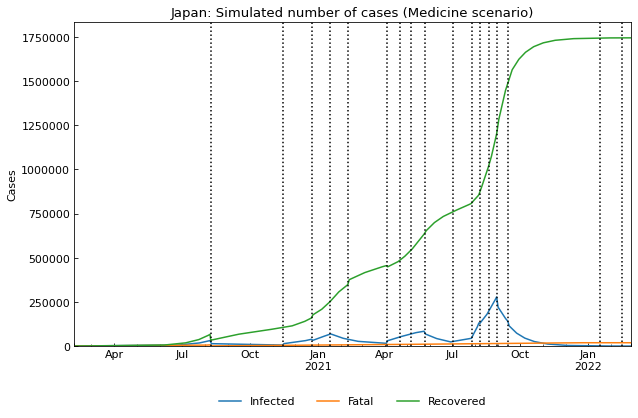 Japan: Simulated number of cases (Medicine scenario)
1750000
1500000
1250000
1000000
750000
500000
250000
0
Cases
Apr Jul Oct Jan Apr Jul Oct Jan
2021 2022
Infected Fatal Recovered